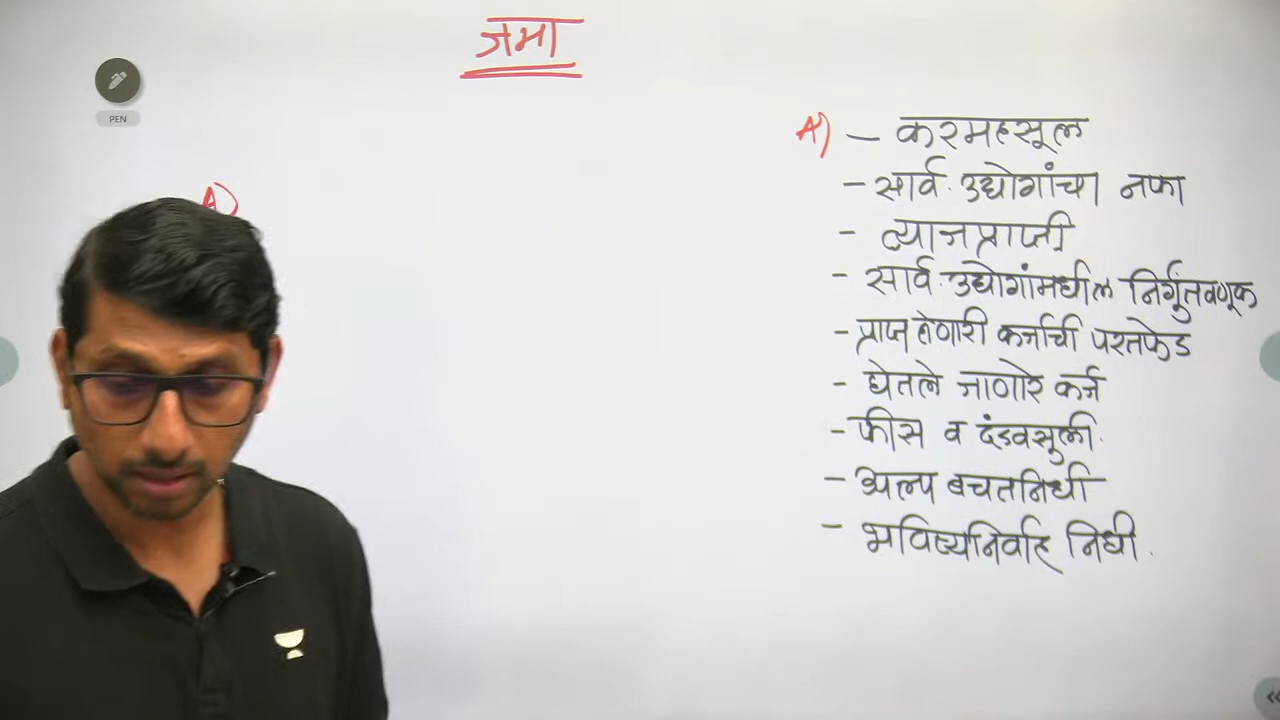 जमा
PEN
A)
A) – करमहसूल
– सार्व. उद्योगांचा नफा
– व्याजप्राप्ती
– सार्व. उद्योगांमधील निर्गुंतवणूक
– प्राप्त होणारी कर्जाची परतफेड
– घेतले जाणारे कर्ज
– फीस व दंडवसुली.
– अल्प बचतनिधी
– भविष्यनिर्वाह निधी.